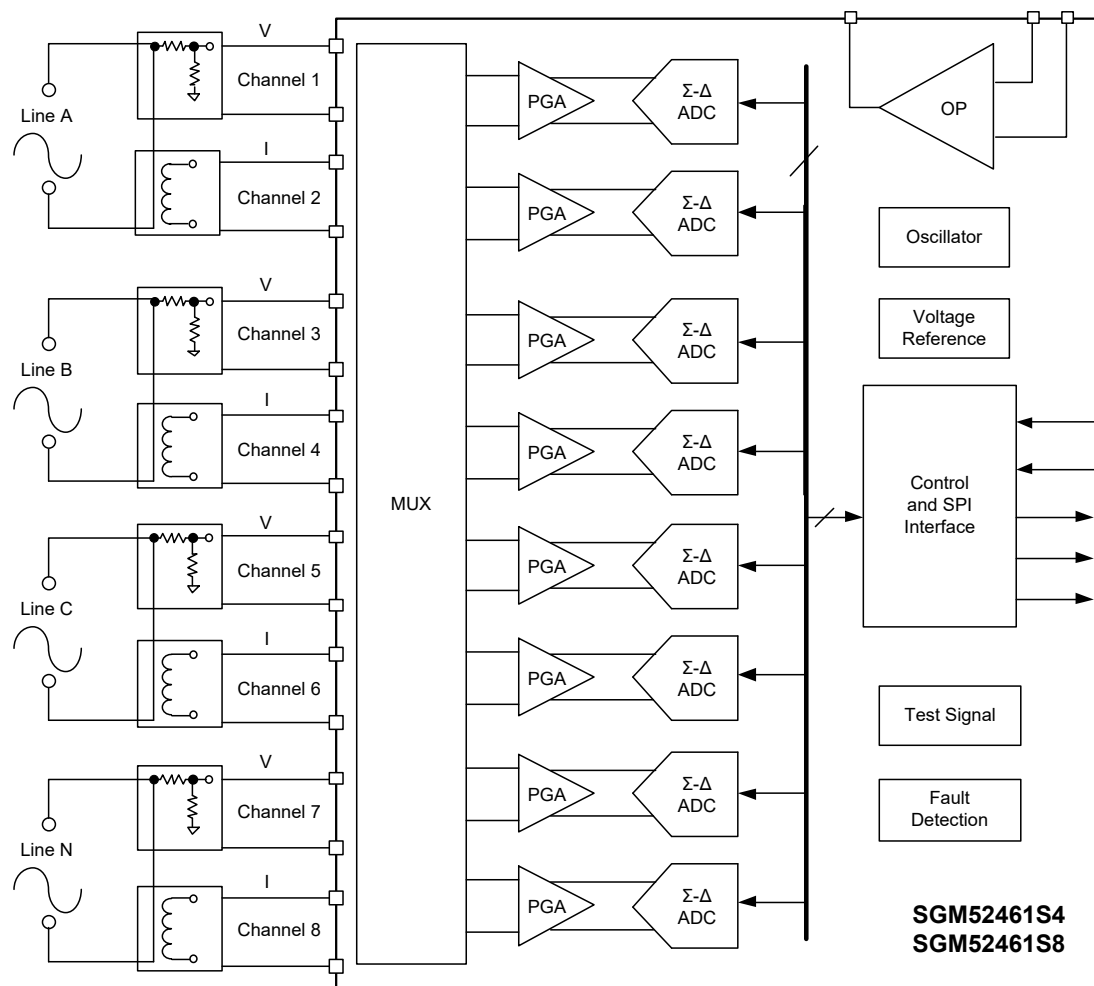 V
Channel 1
Line A
I
Channel 2
V
Channel 3
Line B
I
Channel 4
V
Channel 5
Line C
I
Channel 6
V
Channel 7
Line N
I
Channel 8
MUX
PGA
Σ-Δ
ADC
PGA
Σ-Δ
ADC
PGA
Σ-Δ
ADC
PGA
Σ-Δ
ADC
PGA
Σ-Δ
ADC
PGA
Σ-Δ
ADC
PGA
Σ-Δ
ADC
PGA
Σ-Δ
ADC
OP
Oscillator
Voltage
Reference
Control
and SPI
Interface
Test Signal
Fault
Detection
SGM52461S4
SGM52461S8